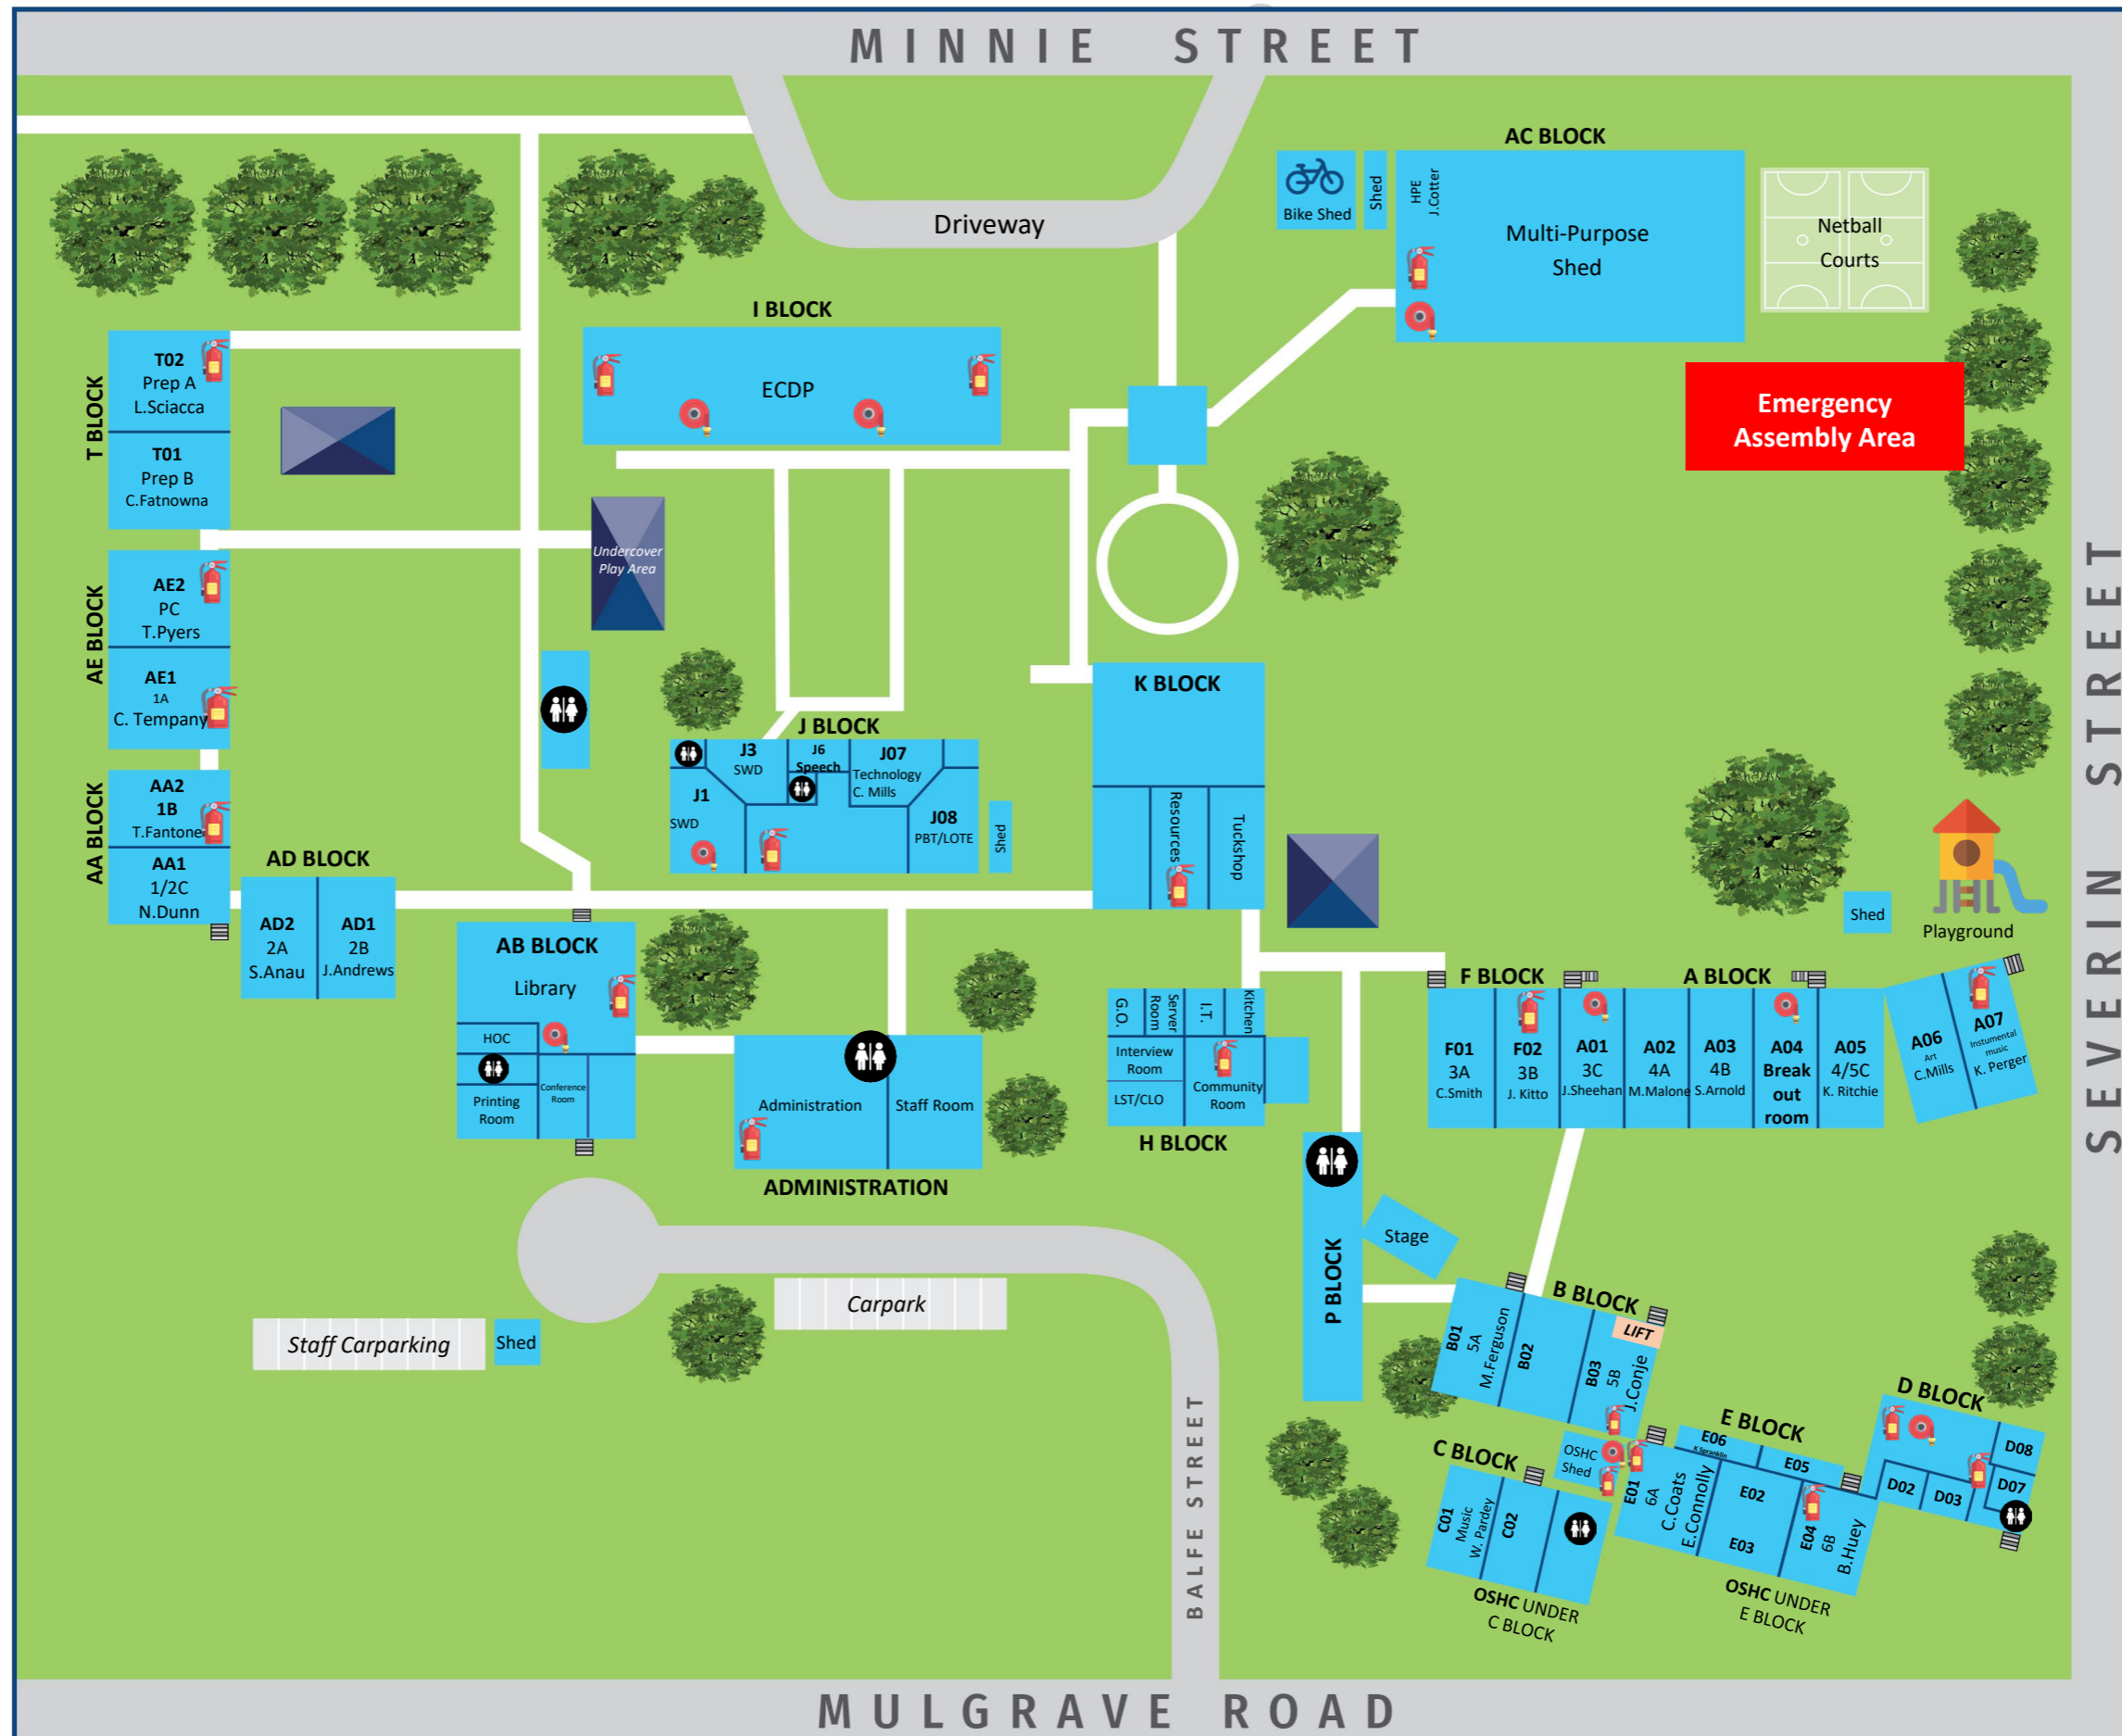 MINNIE STREET
Driveway
AC BLOCK
Bike Shed
Shed
HPE
J.Cotter
Multi-Purpose
Shed
Netball
Courts
Emergency
Assembly Area
I BLOCK
ECDP
T BLOCK
T02
Prep A
L.Sciacca
T01
Prep B
C.Fatnowna
Undercover
Play Area
AE BLOCK
AE2
PC
T.Pyers
AE1
1A
C. Tempany
AA BLOCK
AA2
1B
T.Fantone
AA1
1/2C
N.Dunn
AD BLOCK
AD2
2A
S.Anau
AD1
2B
J.Andrews
J BLOCK
J3
SWD
J6
Speech
J07
Technology
C. Mills
J1
SWD
J08
PBT/LOTE
Shed
K BLOCK
Resources
Tuckshop
SEVERIN STREET
Shed
Playground
AB BLOCK
Library
HOC
Printing
Room
Conference
Room
Administration
Staff Room
ADMINISTRATION
G.O.
Server
Room
I.T.
Kitchen
Interview
Room
LST/CLO
Community
Room
H BLOCK
F BLOCK
F01
3A
C.Smith
F02
3B
J. Kitto
A BLOCK
A01
3C
J.Sheehan
A02
4A
M.Malone
A03
4B
S.Arnold
A04
Break
out
room
A05
4/5C
K. Ritchie
A06
Art
C.Mills
A07
Instumental
music
K. Perger
P BLOCK
Stage
Staff Carparking
Shed
Carpark
BALFE STREET
B BLOCK
B01
5A
M.Ferguson
B02
LIFT
B03
5B
J.Conje
C BLOCK
OSHC
Shed
C01
Music
W. Pardey
C02
OSHC UNDER
C BLOCK
E BLOCK
E06
K Spranklin
E05
E01
6A
C.Coats
E.Connolly
E02
E03
E04
6B
B.Huey
OSHC UNDER
E BLOCK
D BLOCK
D08
D07
D02
D03
MULGRAVE ROAD